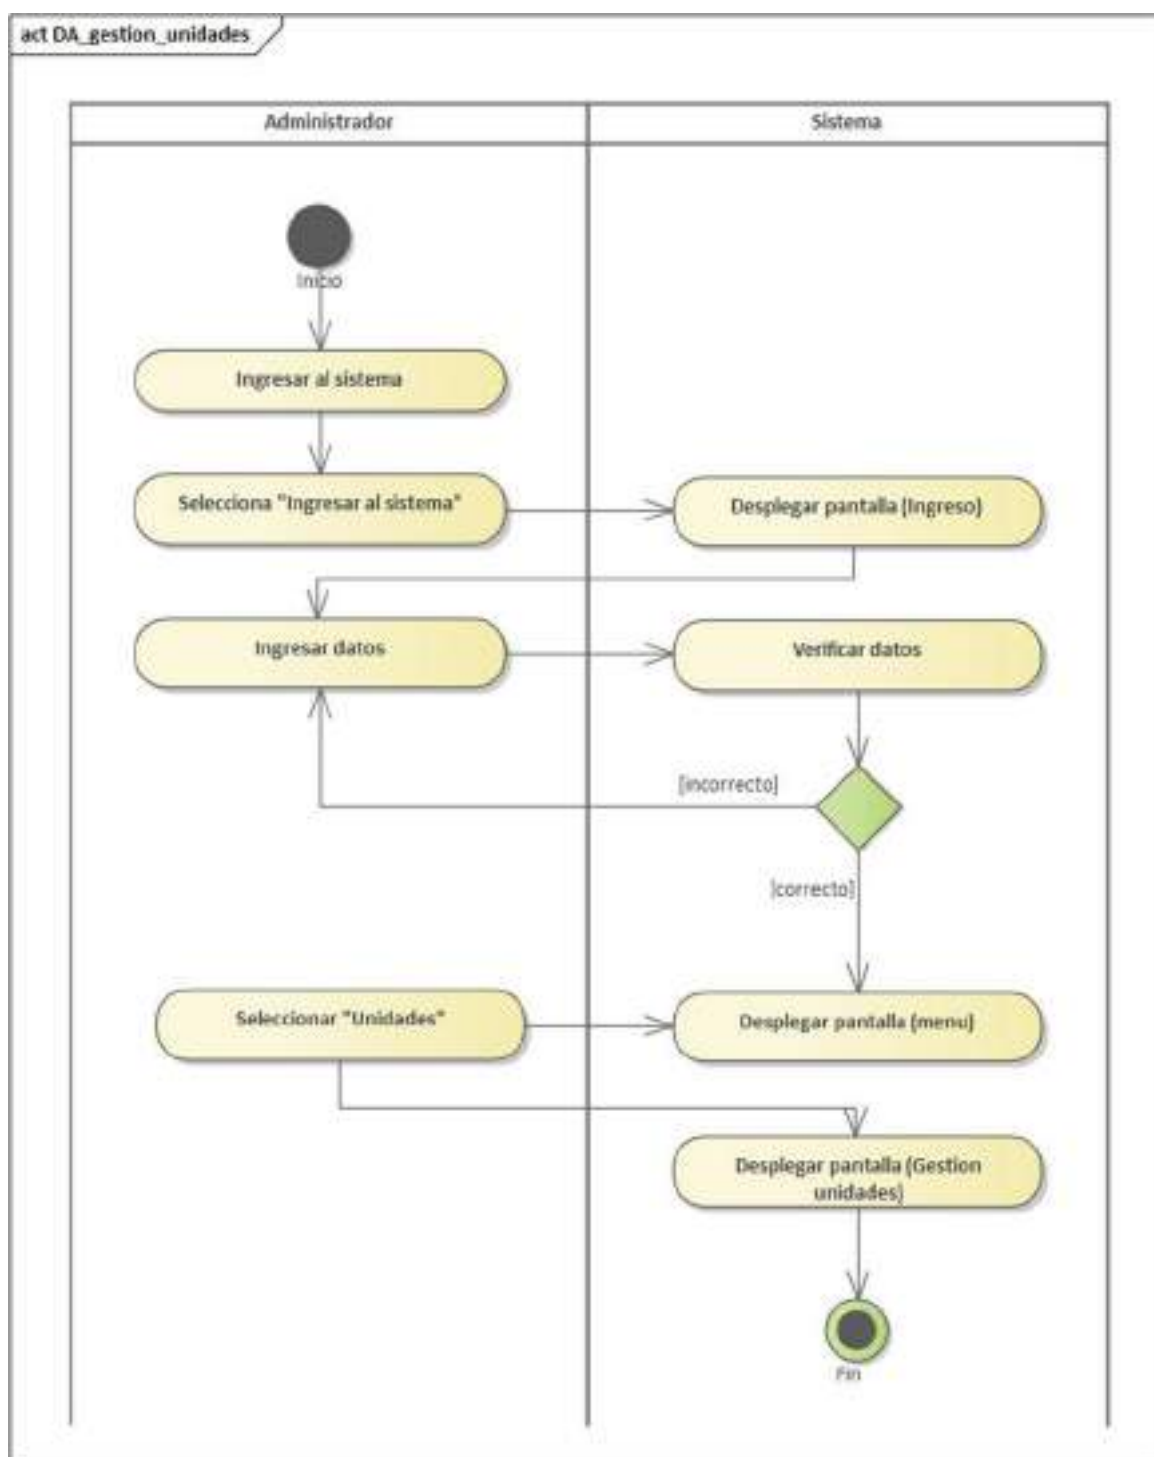 act DA_gestion_unidades
Administrador
Sistema
Inicio
Ingresar al sistema
Selecciona "Ingresar al sistema"
Desplegar pantalla (Ingreso)
Ingresar datos
Verificar datos
[incorrecto]
[correcto]
Seleccionar "Unidades"
Desplegar pantalla (menu)
Desplegar pantalla (Gestion
unidades)
Fin